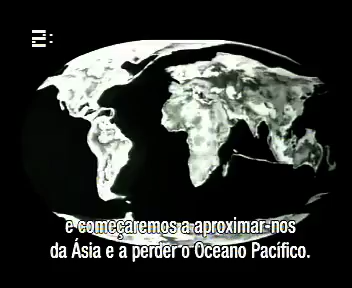 e começaremos a aproximar-nos
da Ásia e a perder o Oceano Pacífico.